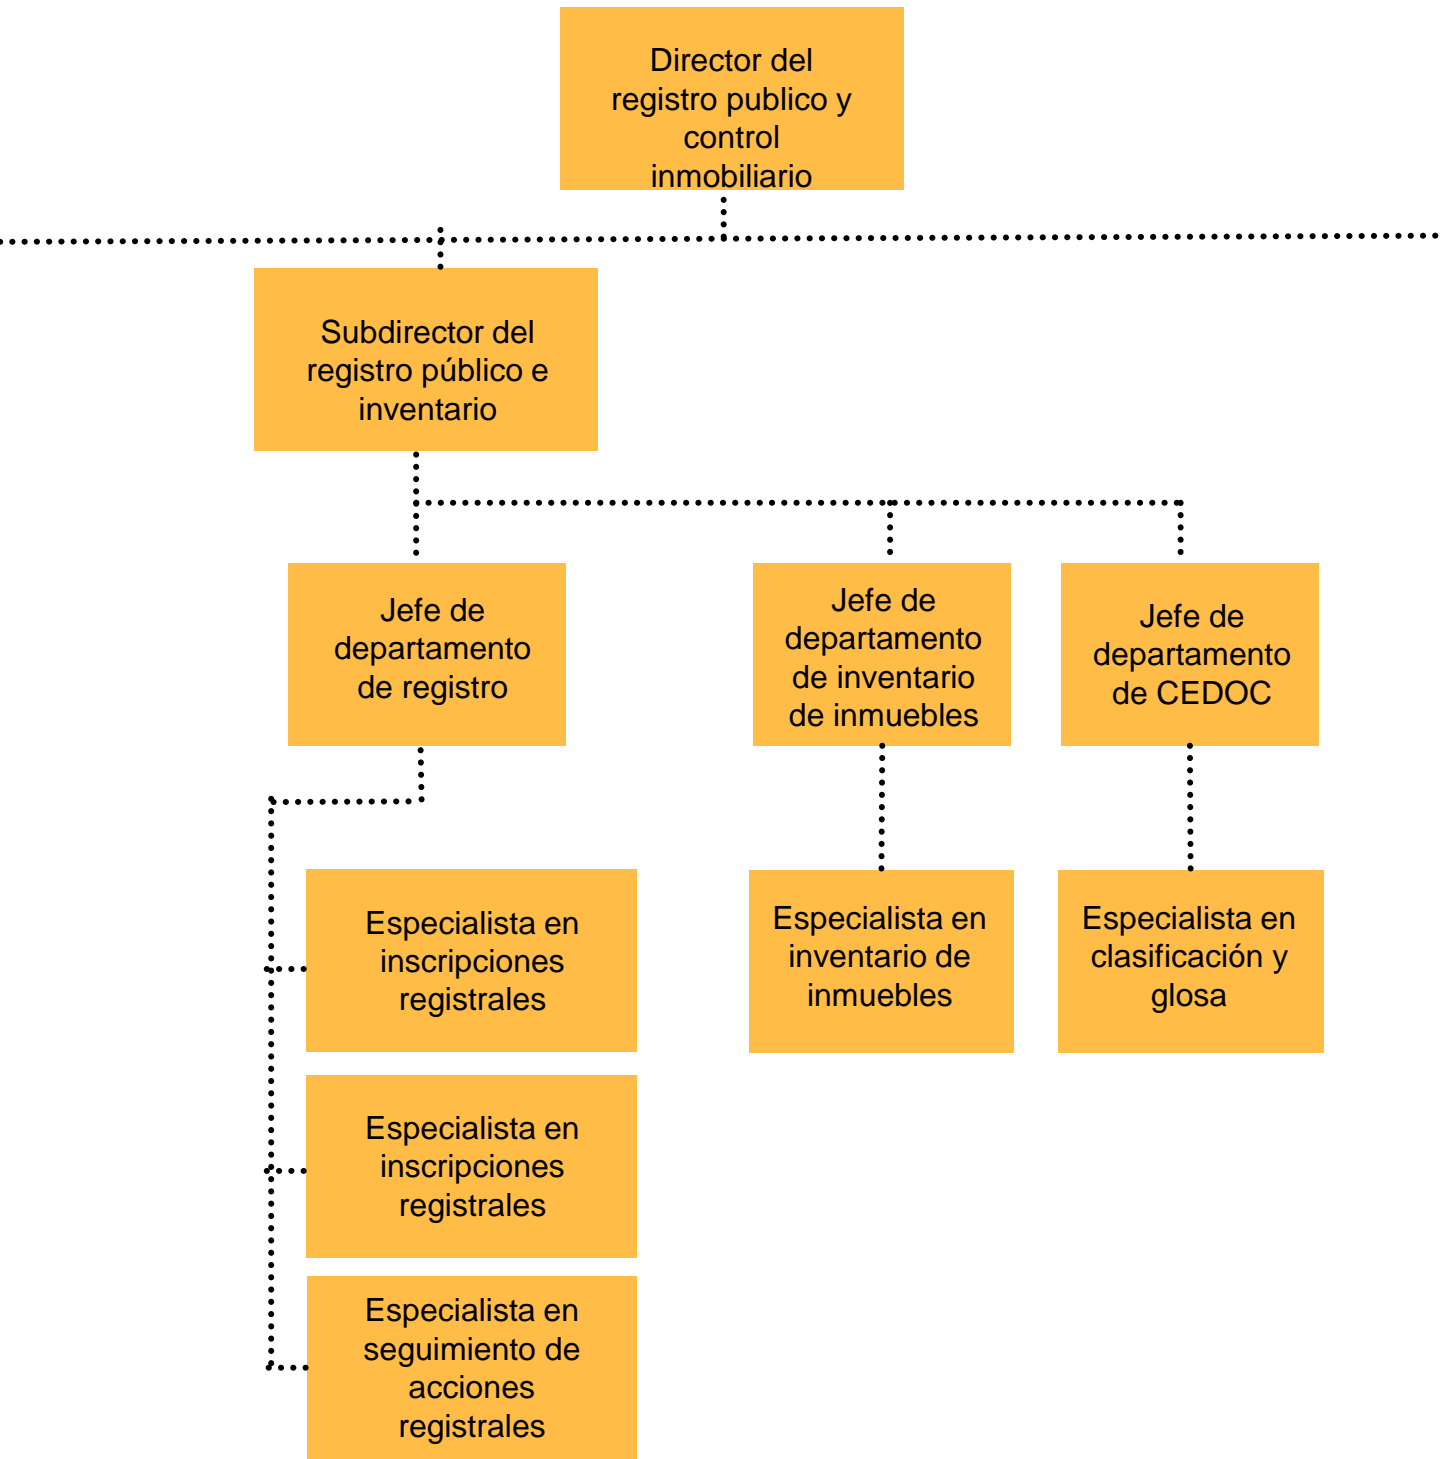 Director del
registro publico y
control
inmobiliario
Subdirector del
registro público e
inventario
Jefe de
departamento
de registro
Jefe de
departamento
de inventario
de inmuebles
Jefe de
departamento
de CEDOC
Especialista en
inscripciones
registrales
Especialista en
inventario de
inmuebles
Especialista en
clasificación y
glosa
Especialista en
inscripciones
registrales
Especialista en
seguimiento de
acciones
registrales